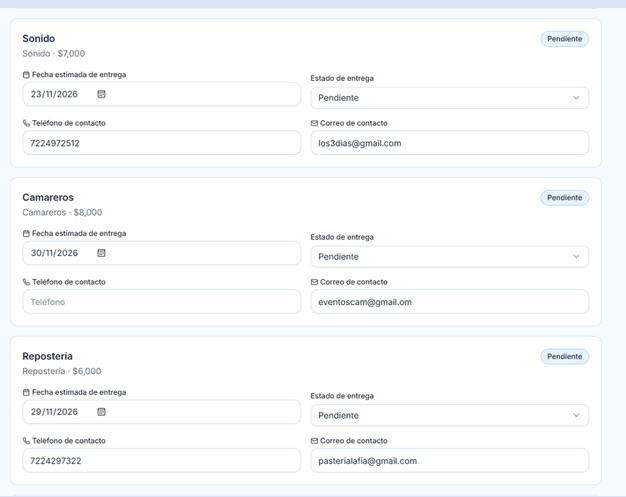 Sonido
Pendiente
Sonido · $7,000
Fecha estimada de entrega
Estado de entrega
23/11/2026
Pendiente
Teléfono de contacto
Correo de contacto
7224972512
los3dias@gmail.com
Camareros
Pendiente
Camareros · $8,000
Fecha estimada de entrega
Estado de entrega
30/11/2026
Pendiente
Teléfono de contacto
Correo de contacto
Teléfono
eventoscam@gmail.om
Repostería
Pendiente
Repostería · $6,000
Fecha estimada de entrega
Estado de entrega
29/11/2026
Pendiente
Teléfono de contacto
Correo de contacto
7224297322
pasterialafia@gmail.com